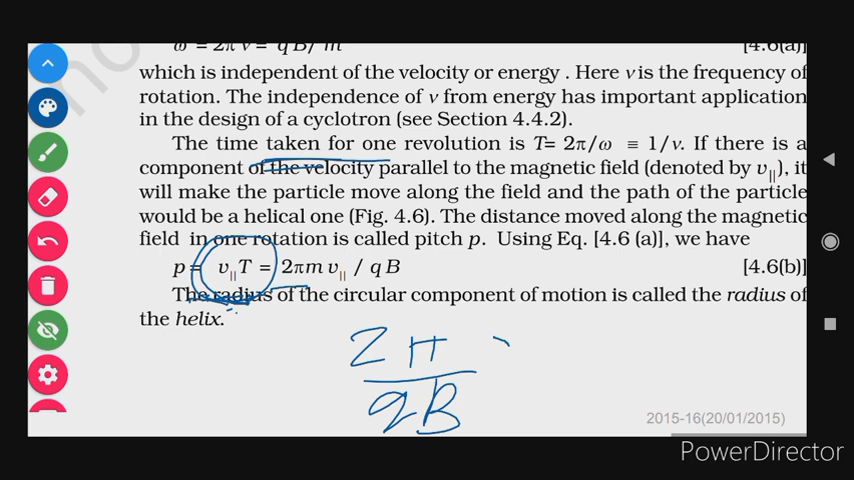 ω = 2π ν = q B/ m [4.6(a)]
which is independent of the velocity or energy . Here ν is the frequency of
rotation. The independence of ν from energy has important application
in the design of a cyclotron (see Section 4.4.2).
The time taken for one revolution is T= 2π/ω ≡ 1/ν. If there is a
component of the velocity parallel to the magnetic field (denoted by v||), it
will make the particle move along the field and the path of the particle
would be a helical one (Fig. 4.6). The distance moved along the magnetic
field in one rotation is called pitch p. Using Eq. [4.6 (a)], we have
p = v||T = 2πm v|| / q B [4.6(b)]
The radius of the circular component of motion is called the radius of
the helix.
2 π
qB
2015-16(20/01/2015)
PowerDirector